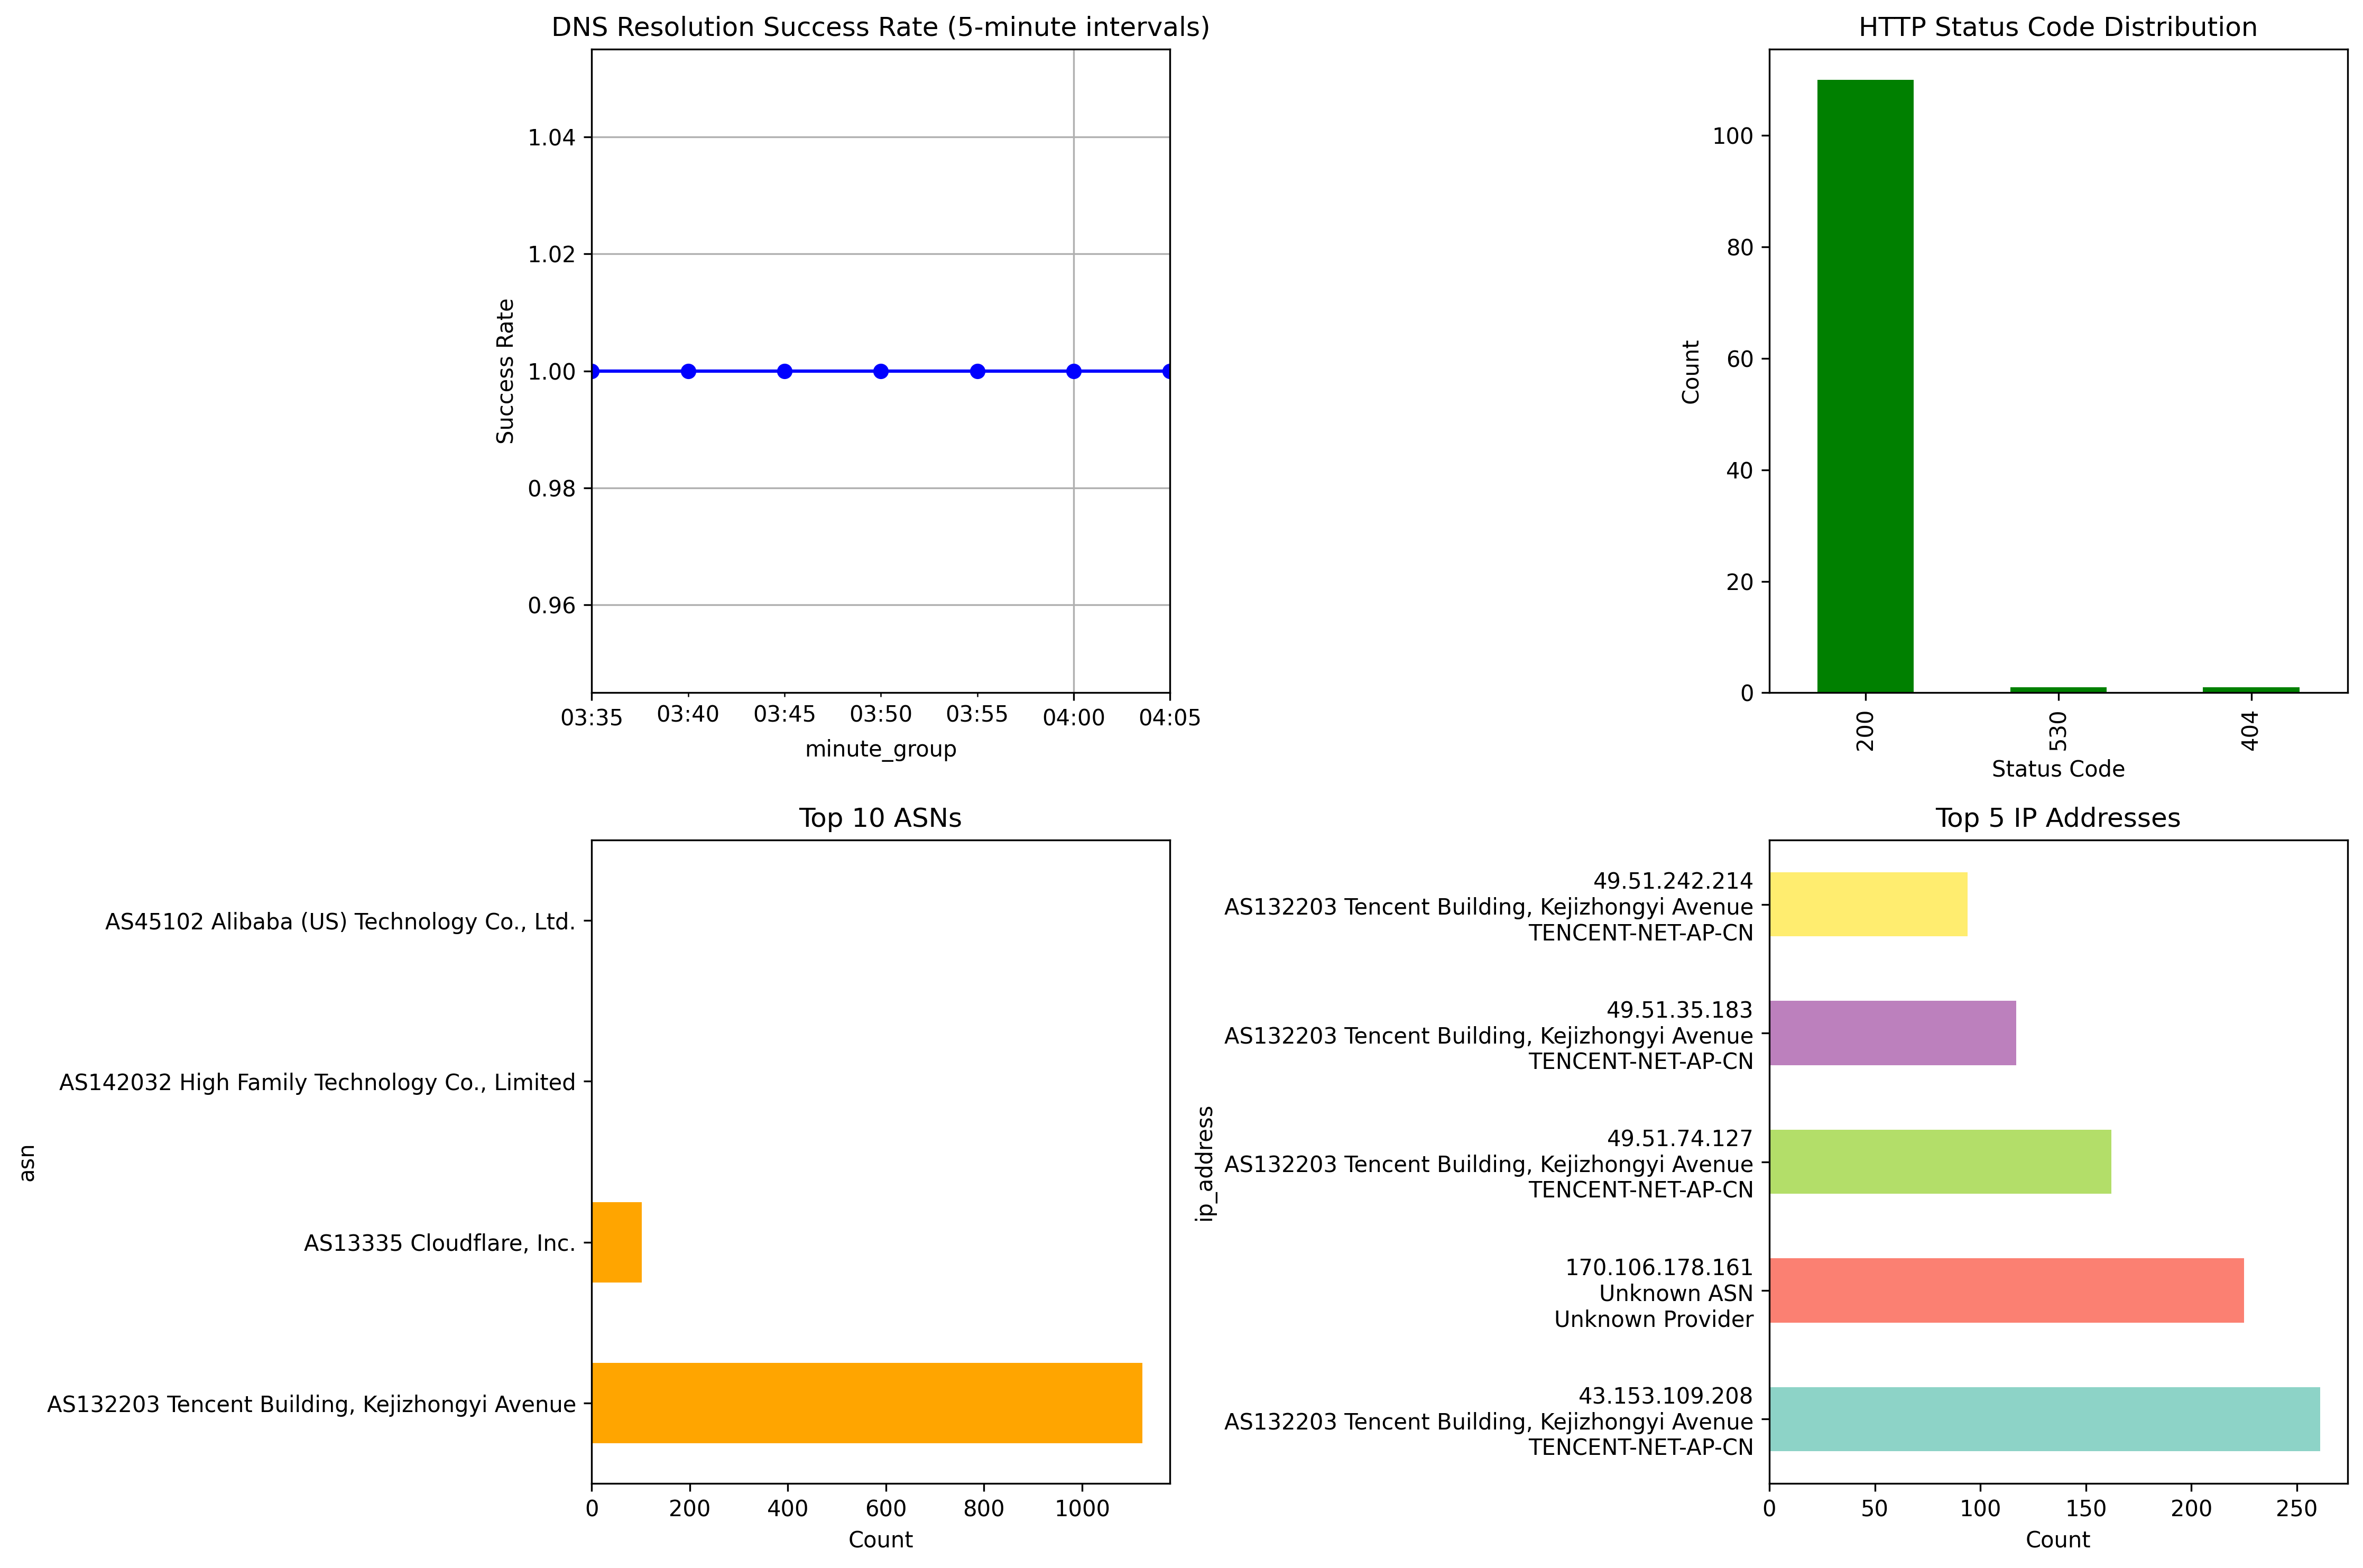 DNS Resolution Success Rate (5-minute intervals)
Success Rate
1.04
1.02
1.00
0.98
0.96
03:35
03:40
03:45
03:50
03:55
04:00
04:05
minute_group
HTTP Status Code Distribution
Count
100
80
60
40
20
0
200
530
404
Status Code
Top 10 ASNs
asn
AS45102 Alibaba (US) Technology Co., Ltd.
AS142032 High Family Technology Co., Limited
AS13335 Cloudflare, Inc.
AS132203 Tencent Building, Kejizhongyi Avenue
0
200
400
600
800
1000
Count
Top 5 IP Addresses
ip_address
49.51.242.214
AS132203 Tencent Building, Kejizhongyi Avenue
TENCENT-NET-AP-CN
49.51.35.183
AS132203 Tencent Building, Kejizhongyi Avenue
TENCENT-NET-AP-CN
49.51.74.127
AS132203 Tencent Building, Kejizhongyi Avenue
TENCENT-NET-AP-CN
170.106.178.161
Unknown ASN
Unknown Provider
43.153.109.208
AS132203 Tencent Building, Kejizhongyi Avenue
TENCENT-NET-AP-CN
0
50
100
150
200
250
Count